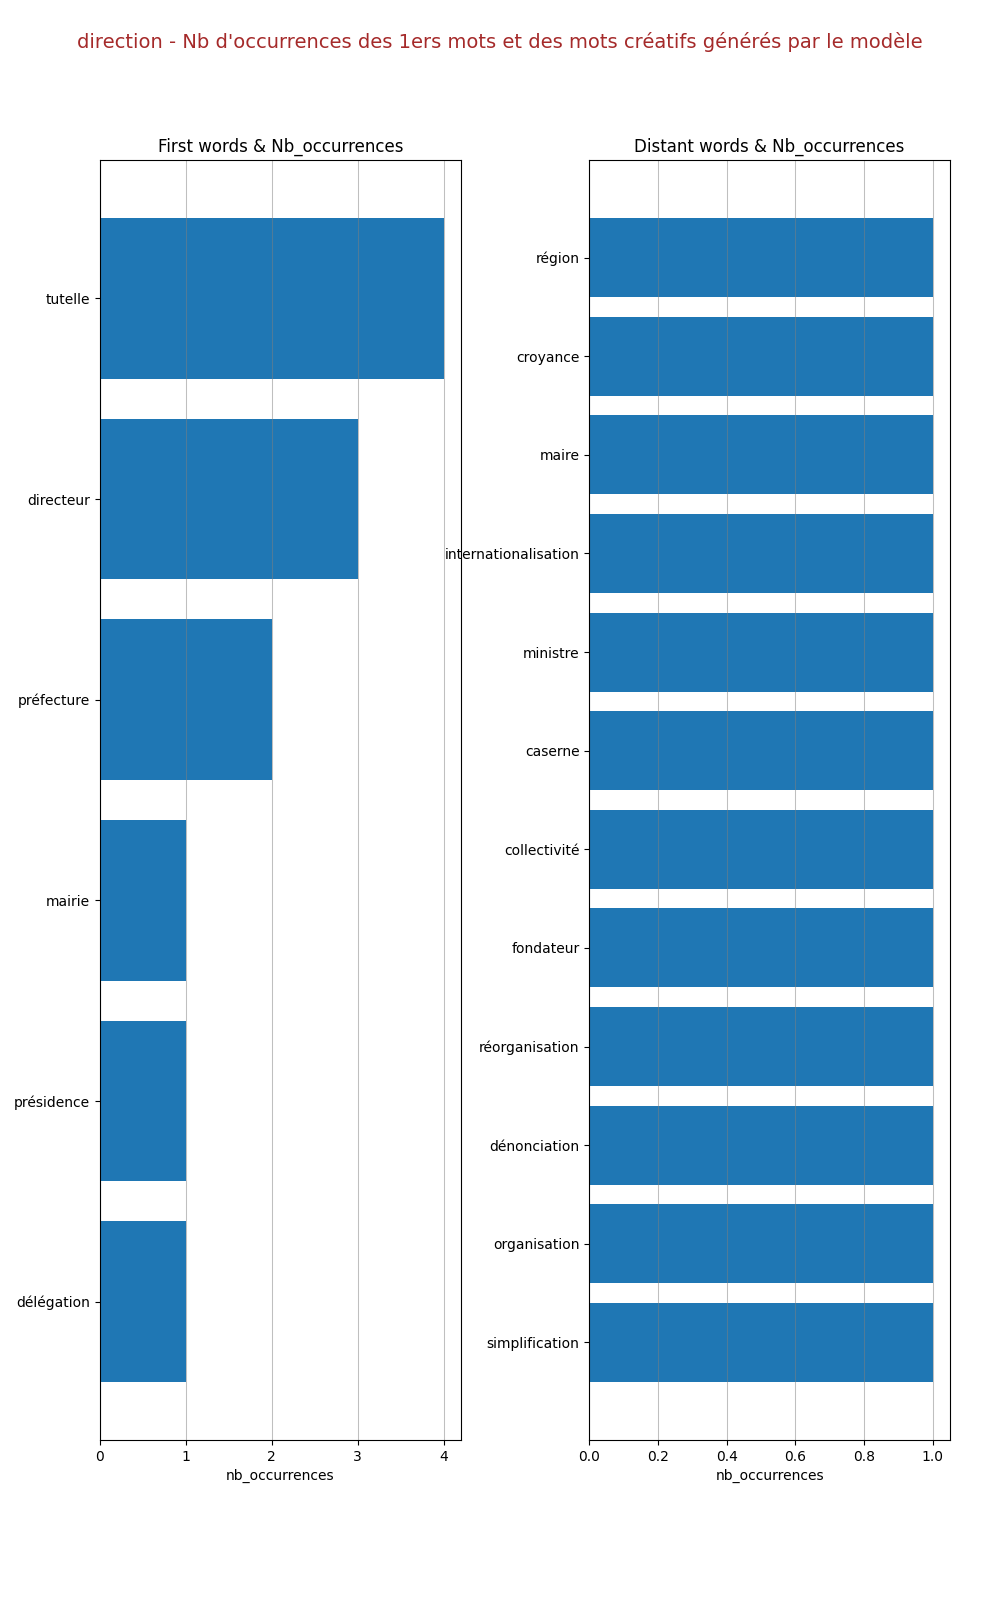 direction - Nb d'occurrences des 1ers mots et des mots créatifs générés par le modèle
First words & Nb_occurrences
tutelle
directeur
préfecture
mairie
présidence
délégation
0 1 2 3 4
nb_occurrences
Distant words & Nb_occurrences
région
croyance
maire
internationalisation
ministre
caserne
collectivité
fondateur
réorganisation
dénonciation
organisation
simplification
0.0 0.2 0.4 0.6 0.8 1.0
nb_occurrences